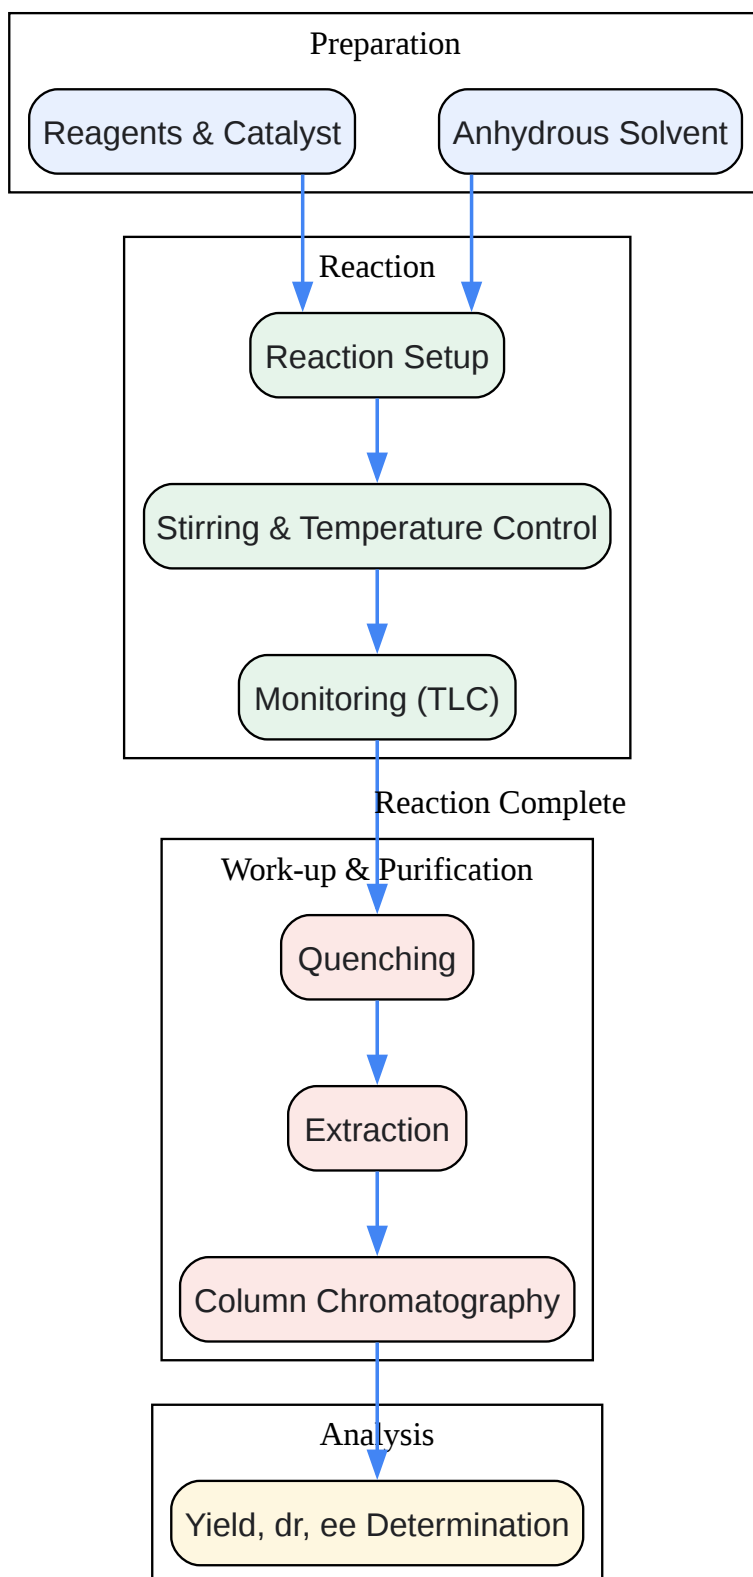 Preparation
Reagents & Catalyst
Anhydrous Solvent
Reaction
Reaction Setup
Stirring & Temperature Control
Monitoring (TLC)
Reaction Complete
Work-up & Purification
Quenching
Extraction
Column Chromatography
Analysis
Yield, dr, ee Determination